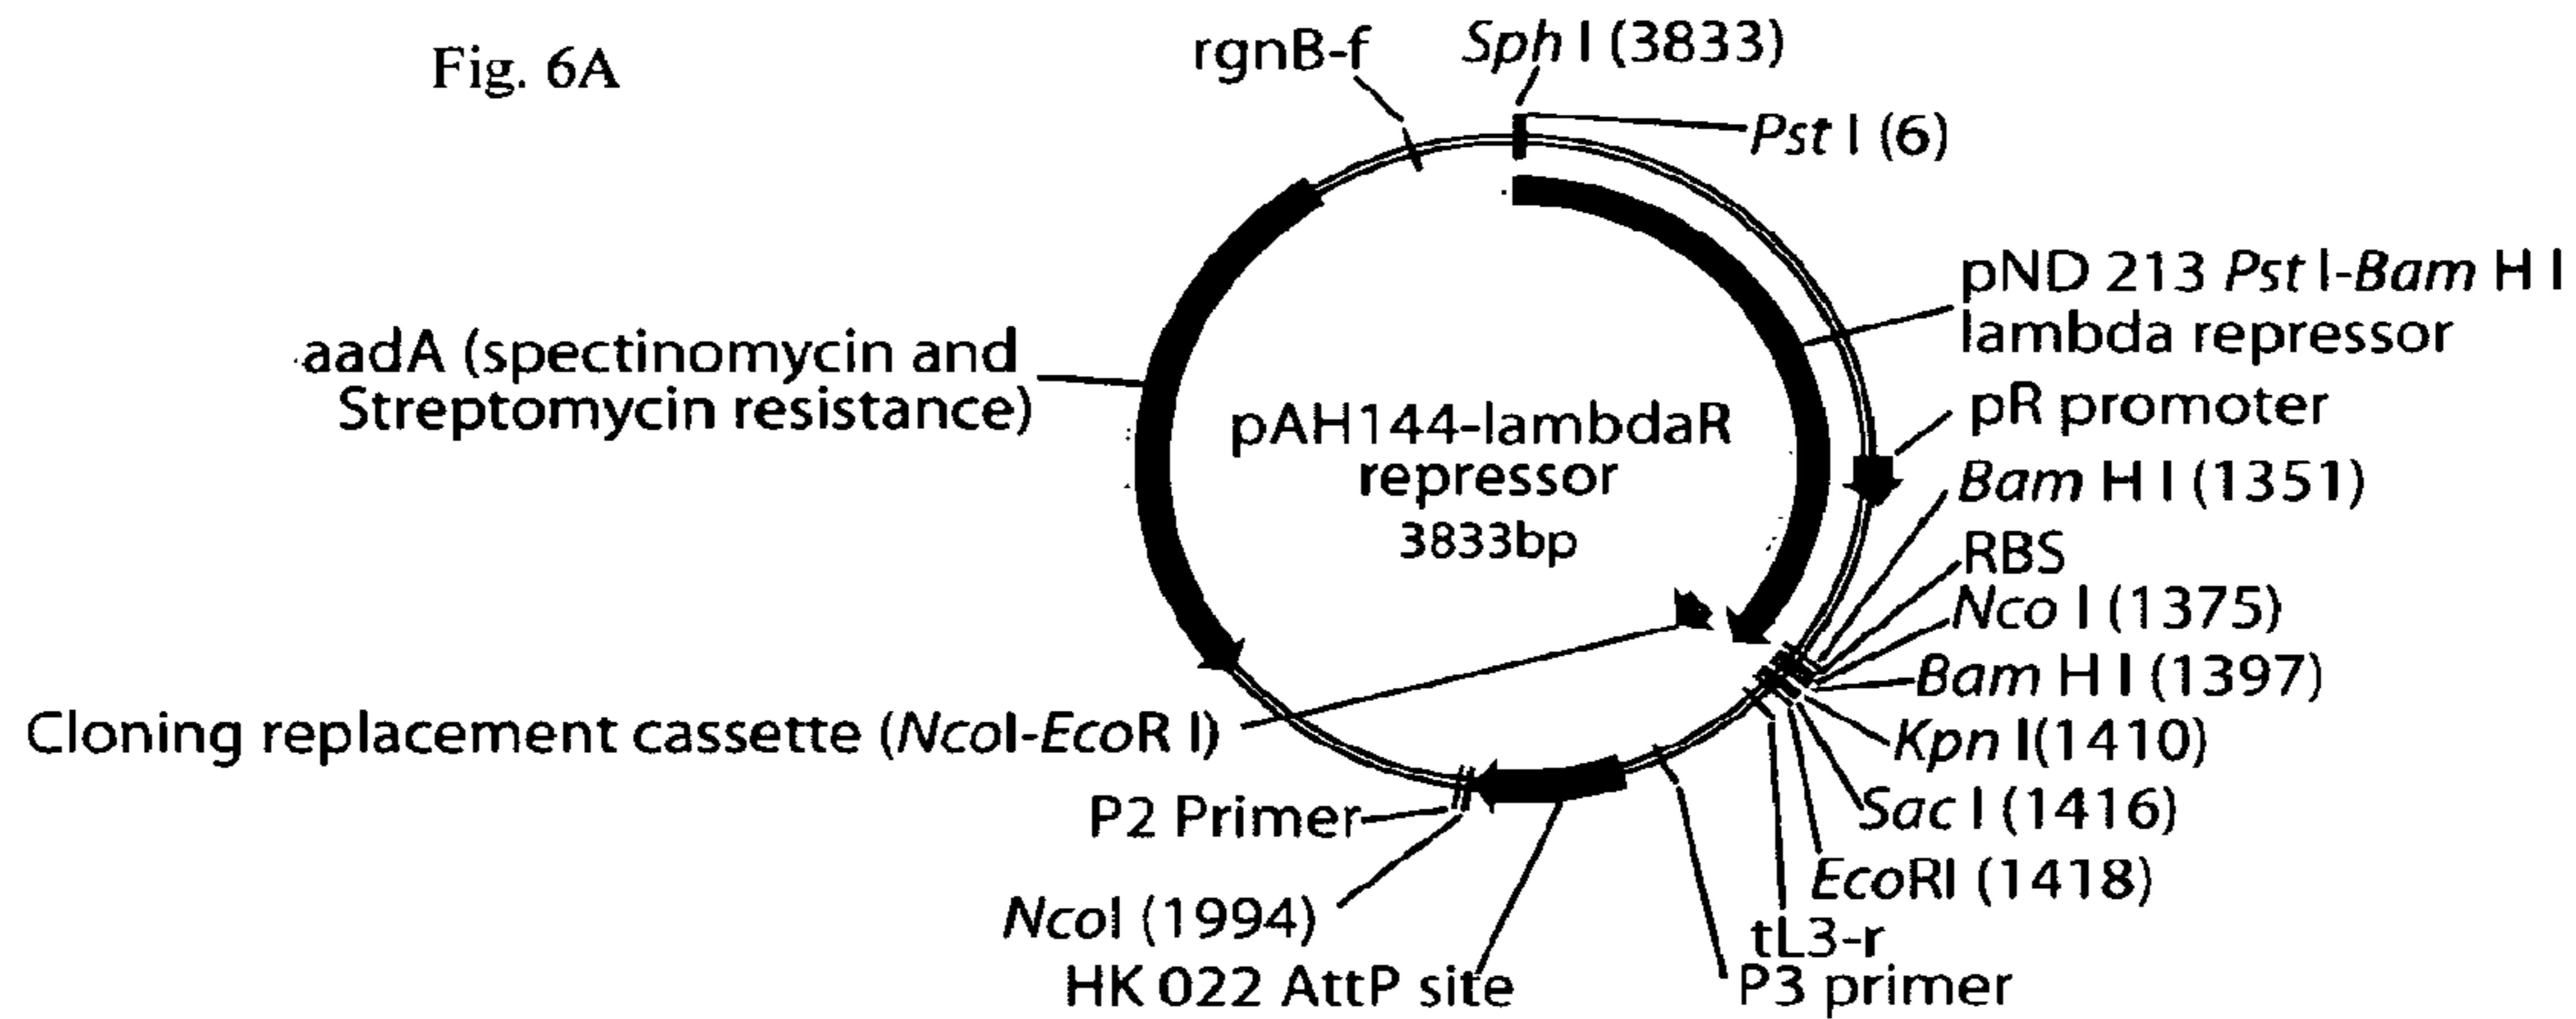 Fig. 6A
rgnB-f
Sph I (3833)
Pst I (6)
pND 213 Pst I-Bam H I
lambda repressor
pR promoter
Bam H I (1351)
RBS
Nco I (1375)
Bam H I (1397)
Kpn I(1410)
Sac I (1416)
EcoRI (1418)
tL3-r
P3 primer
HK 022 AttP site
NcoI (1994)
P2 Primer
Cloning replacement cassette (NcoI-EcoR I)
aadA (spectinomycin and
Streptomycin resistance)
pAH144-lambdaR
repressor
3833bp